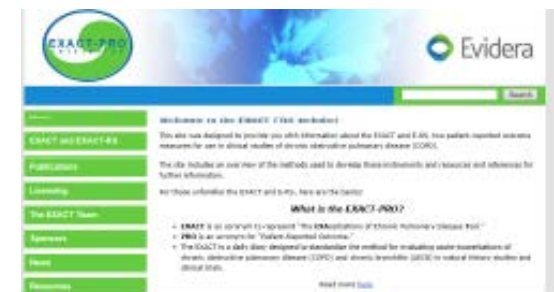 EXACT-PRO
Evidera
Search
Welcome to the EXACT PRO website!
EXACT and EXACT-RS
This site was designed to provide you with information about the EXACT and E-RS, two patient-reported outcome
measures for use in clinical studies of chronic obstructive pulmonary disease (COPD).
Publications
The site includes an overview of the methods used to develop these instruments and resources and references for
further information.
Licensing
For those unfamiliar the EXACT and E-RS, here are the basics:
What is the EXACT-PRO?
The EXACT Team
• EXACT is an acronym to represent "The EXAcerbations of Chronic Pulmonary Disease Tool."
• PRO is an acronym for "Patient-Reported Outcome."
Sponsors
• The EXACT is a daily diary designed to standardize the method for evaluating acute exacerbations of
chronic obstructive pulmonary disease (COPD) and chronic bronchitis (AECB) in natural history studies and
clinical trials.
News
Resources
Read more here